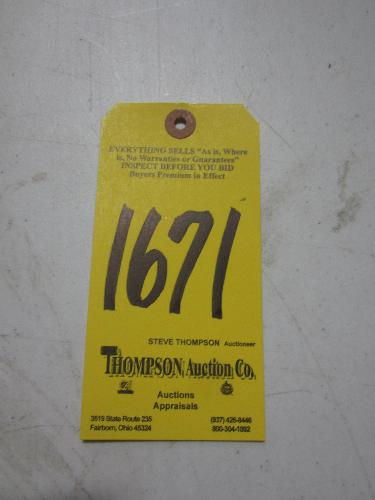 EVERYTHING SELLS "As is, Where
is, No Warranties or Guarantees"
INSPECT BEFORE YOU BID
Buyers Premium in Effect
1671
STEVE THOMPSON Auctioneer
THOMPSON Auction Co.
Auctions
Appraisals
3519 State Route 235
Fairborn, Ohio 45324
(937) 426-8446
800-304-1892